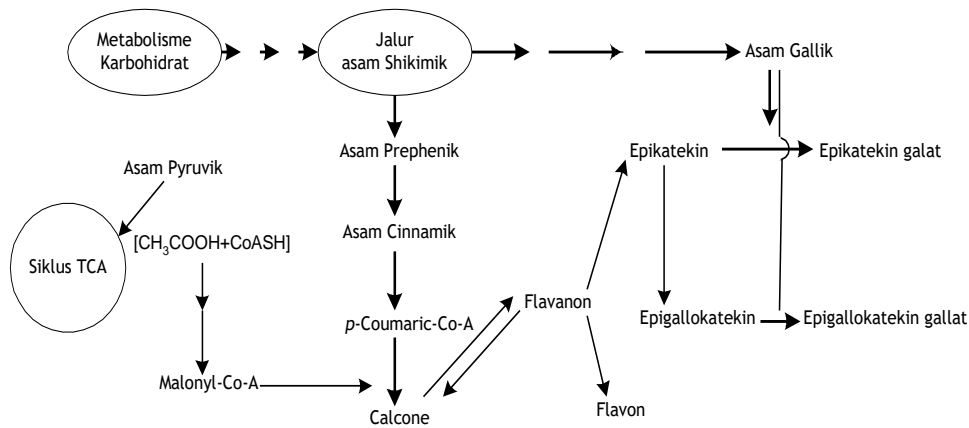 Metabolisme
Karbohidrat
Jalur
asam Shikimik
Asam Gallik
Asam Prephenik
Epikatekin
Epikatekin galat
Asam Pyruvik
Asam Cinnamik
Siklus TCA
[CH₃COOH+CoASH]
Flavanon
Epigallokatekin
Epigallokatekin gallat
p-Coumaric-Co-A
Malonyl-Co-A
Calcone
Flavon